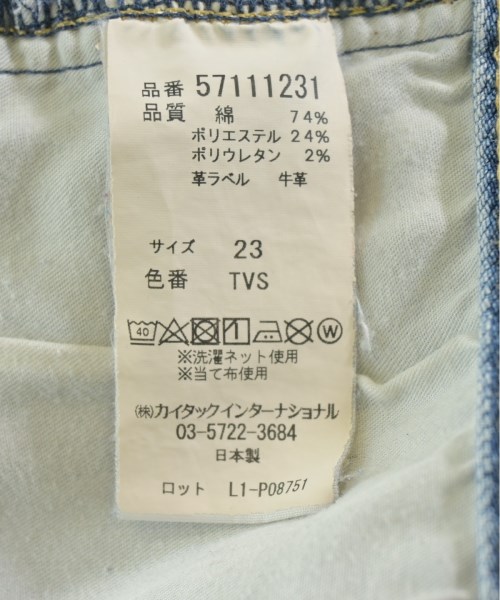 品番 57111231
品質 綿 74%
ポリエステル 24%
ポリウレタン 2%
革ラベル 牛革
サイズ 23
色番 TVS
40 1 W
※洗濯ネット使用
※当て布使用
㈱カイタックインターナショナル
03-5722-3684
日本製
ロット L1-P08751